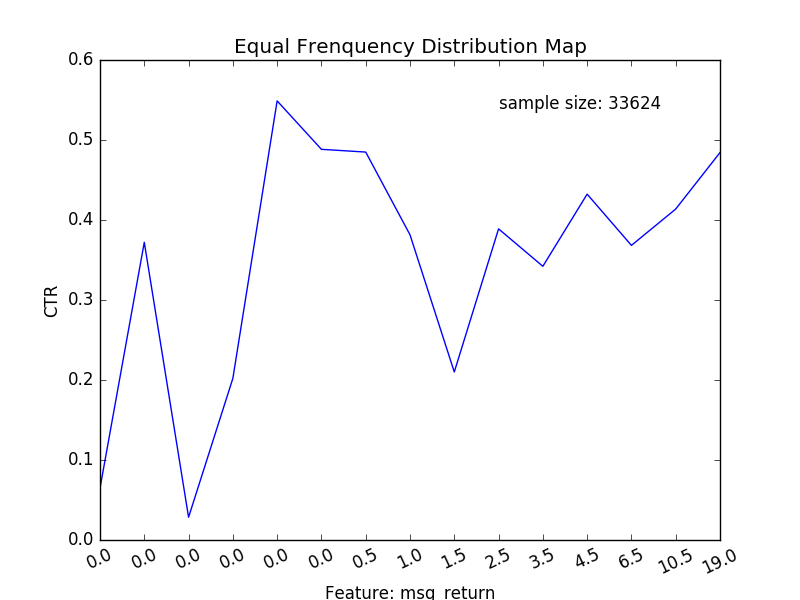 Equal Frenquency Distribution Map
sample size: 33624
0.6
0.5
0.4
0.3
0.2
0.1
0.0
CTR
0.0 0.0 0.0 0.0 0.0 0.0 0.5 1.0 1.5 2.5 3.5 4.5 6.5 10.5 19.0
Feature: msg_return